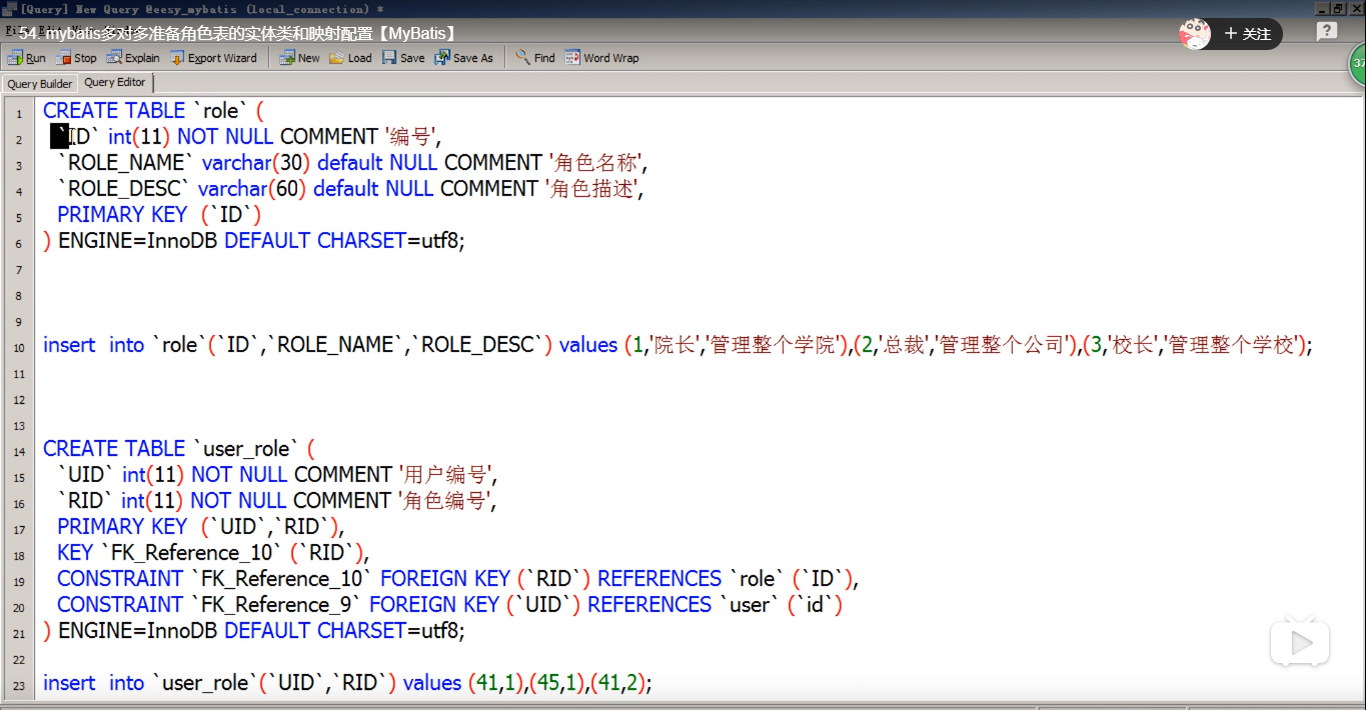 [Query] New Query @eesy_mybatis (local_connection) *
54. mybatis多对多准备角色表的实体类和映射配置【MyBatis】
+ 关注
?
37
Run Stop Explain Export Wizard New Load Save Save As Find Word Wrap
Query Builder Query Editor
1 CREATE TABLE `role` (
2 `ID` int(11) NOT NULL COMMENT '编号',
3 `ROLE_NAME` varchar(30) default NULL COMMENT '角色名称',
4 `ROLE_DESC` varchar(60) default NULL COMMENT '角色描述',
5 PRIMARY KEY (`ID`)
6 ) ENGINE=InnoDB DEFAULT CHARSET=utf8;
7
8
9
10 insert into `role`(`ID`,`ROLE_NAME`,`ROLE_DESC`) values (1,'院长','管理整个学院'),(2,'总裁','管理整个公司'),(3,'校长','管理整个学校');
11
12
13
14 CREATE TABLE `user_role` (
15 `UID` int(11) NOT NULL COMMENT '用户编号',
16 `RID` int(11) NOT NULL COMMENT '角色编号',
17 PRIMARY KEY (`UID`,`RID`),
18 KEY `FK_Reference_10` (`RID`),
19 CONSTRAINT `FK_Reference_10` FOREIGN KEY (`RID`) REFERENCES `role` (`ID`),
20 CONSTRAINT `FK_Reference_9` FOREIGN KEY (`UID`) REFERENCES `user` (`id`)
21 ) ENGINE=InnoDB DEFAULT CHARSET=utf8;
22
23 insert into `user_role`(`UID`,`RID`) values (41,1),(45,1),(41,2);